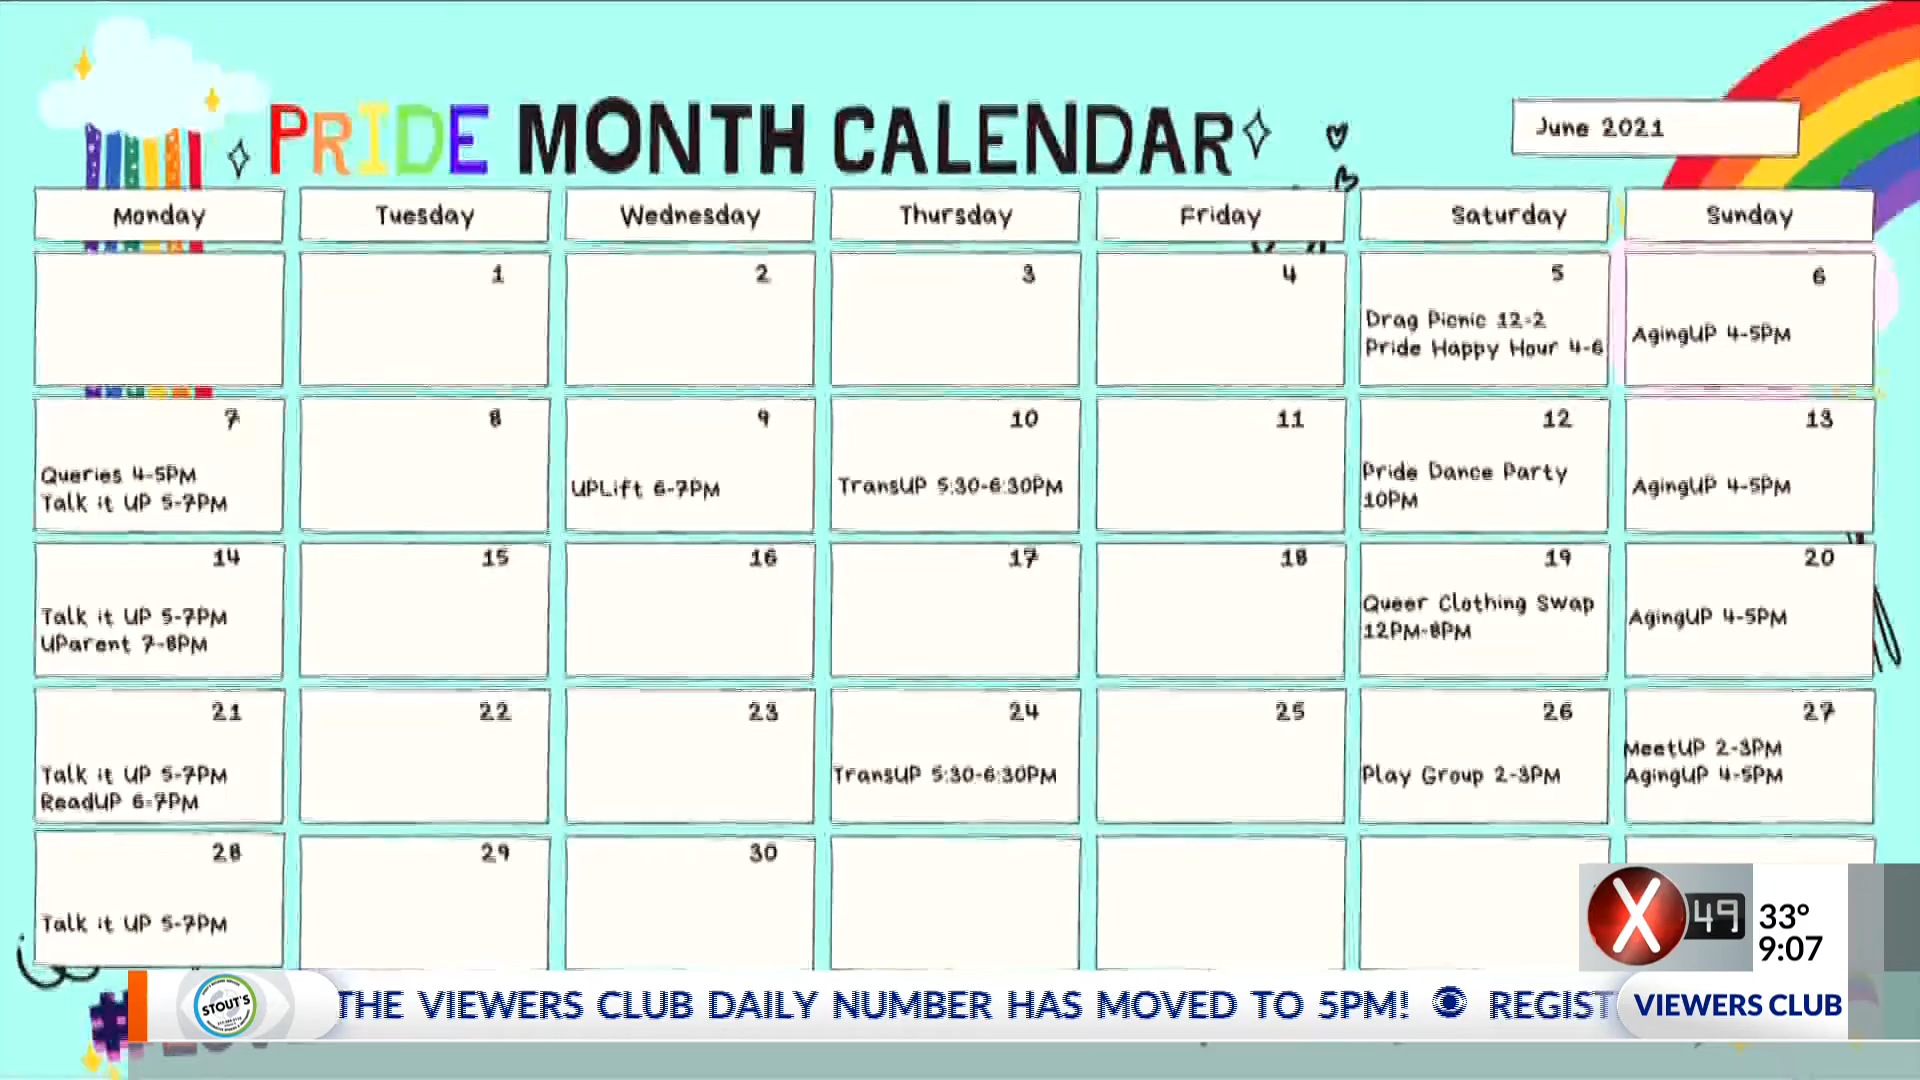 PRIDE MONTH CALENDAR
June 2021
Monday Tuesday Wednesday Thursday Friday Saturday Sunday
1 2 3 4 5 6
Drag Picnic 12-2
Pride Happy Hour 4-6
AgingUP 4-5PM
7 8 9 10 11 12 13
Queries 4-5PM
Talk it UP 5-7PM
UPLift 6-7PM
TransUP 5:30-6:30PM
Pride Dance Party
10PM
AgingUP 4-5PM
14 15 16 17 18 19 20
Talk it UP 5-7PM
UParent 7-8PM
Queer Clothing Swap
12PM-8PM
AgingUP 4-5PM
21 22 23 24 25 26 27
Talk it UP 5-7PM
ReadUP 6-7PM
TransUP 5:30-6:30PM
Play Group 2-3PM
MeetUP 2-3PM
AgingUP 4-5PM
28 29 30
Talk it UP 5-7PM
X 49
33°
9:07
STOUT'S
THE VIEWERS CLUB DAILY NUMBER HAS MOVED TO 5PM! REGIST
VIEWERS CLUB